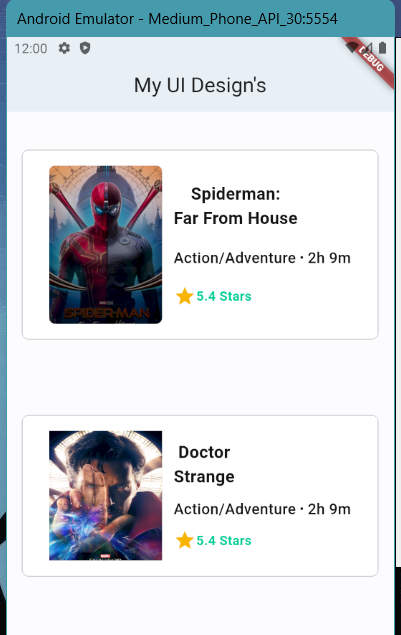 Android Emulator - Medium_Phone_API_30:5554
12:00
DEBUG
My UI Design's
SPIDER-MAN
Spiderman:
Far From House
Action/Adventure · 2h 9m
5.4 Stars
Doctor
Strange
Action/Adventure · 2h 9m
5.4 Stars